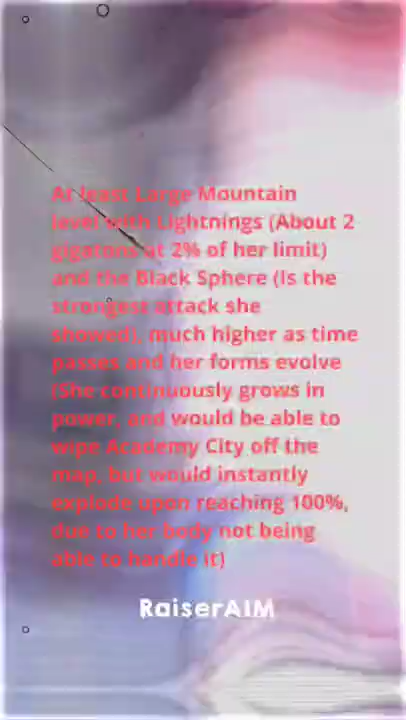 At least Large Mountain
level with Lightnings (About 2
gigatons at 2% of her limit)
and the Black Sphere (Is the
strongest attack she
showed), much higher as time
passes and her forms evolve
(She continuously grows in
power, and would be able to
wipe Academy City off the
map, but would instantly
explode upon reaching 100%,
due to her body not being
able to handle it)
RaiserAIM